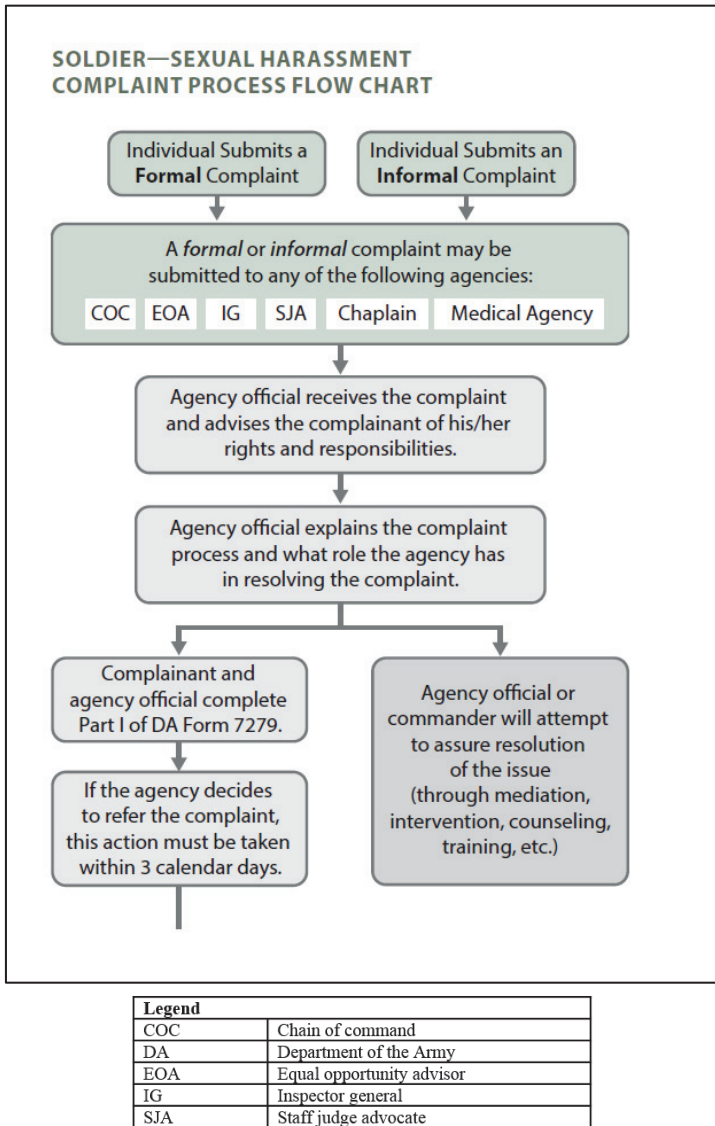 SOLDIER—SEXUAL HARASSMENT
COMPLAINT PROCESS FLOW CHART
Individual Submits a
Formal Complaint
Individual Submits an
Informal Complaint
A formal or informal complaint may be
submitted to any of the following agencies:
COC EOA IG SJA Chaplain Medical Agency
Agency official receives the complaint
and advises the complainant of his/her
rights and responsibilities.
Agency official explains the complaint
process and what role the agency has
in resolving the complaint.
Complainant and
agency official complete
Part I of DA Form 7279.
If the agency decides
to refer the complaint,
this action must be taken
within 3 calendar days.
Agency official or
commander will attempt
to assure resolution
of the issue
(through mediation,
intervention, counseling,
training, etc.)
Legend
COC Chain of command
DA Department of the Army
EOA Equal opportunity advisor
IG Inspector general
SJA Staff judge advocate